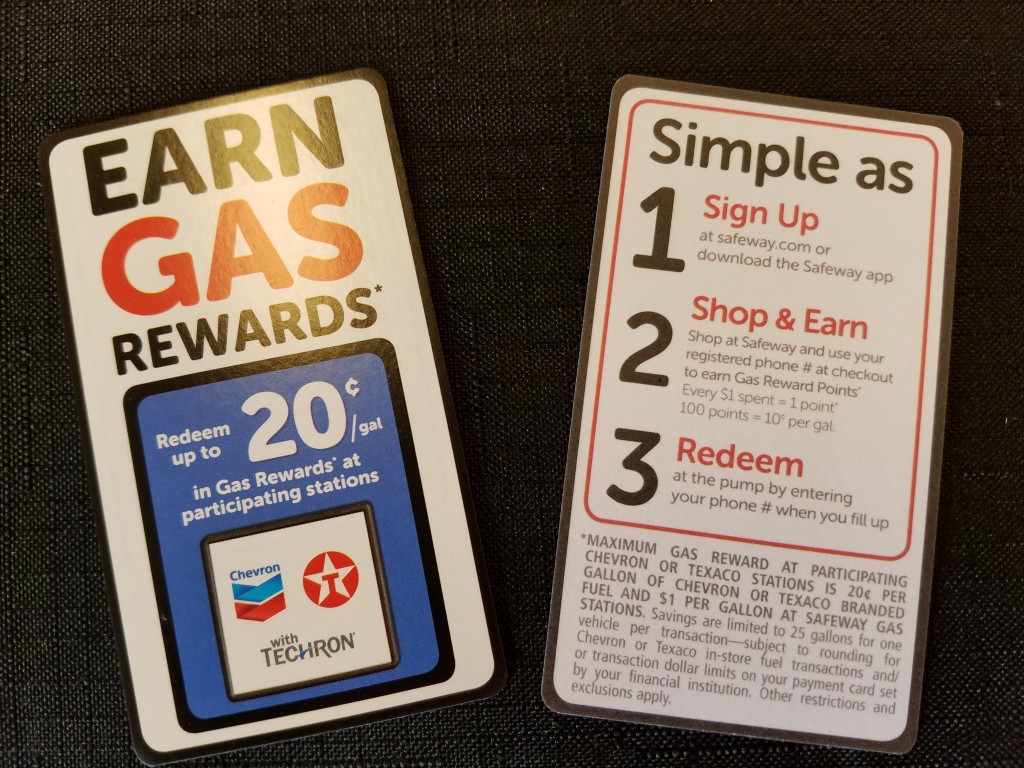 EARN
GAS
REWARDS*
Redeem
up to
20¢/gal
in Gas Rewards* at
participating stations
Chevron
T
with
TECHRON®
Simple as
1
Sign Up
at safeway.com or
download the Safeway app
2
Shop & Earn
Shop at Safeway and use your
registered phone # at checkout
to earn Gas Reward Points*
Every $1 spent = 1 point*
100 points = 10¢ per gal.
3
Redeem
at the pump by entering
your phone # when you fill up
*MAXIMUM GAS REWARD AT PARTICIPATING
CHEVRON OR TEXACO STATIONS IS 20¢ PER
GALLON OF CHEVRON OR TEXACO BRANDED
FUEL AND $1 PER GALLON AT SAFEWAY GAS
STATIONS. Savings are limited to 25 gallons for one
vehicle per transaction—subject to rounding for
Chevron or Texaco in-store fuel transactions and/
or transaction dollar limits on your payment card set
by your financial institution. Other restrictions and
exclusions apply.